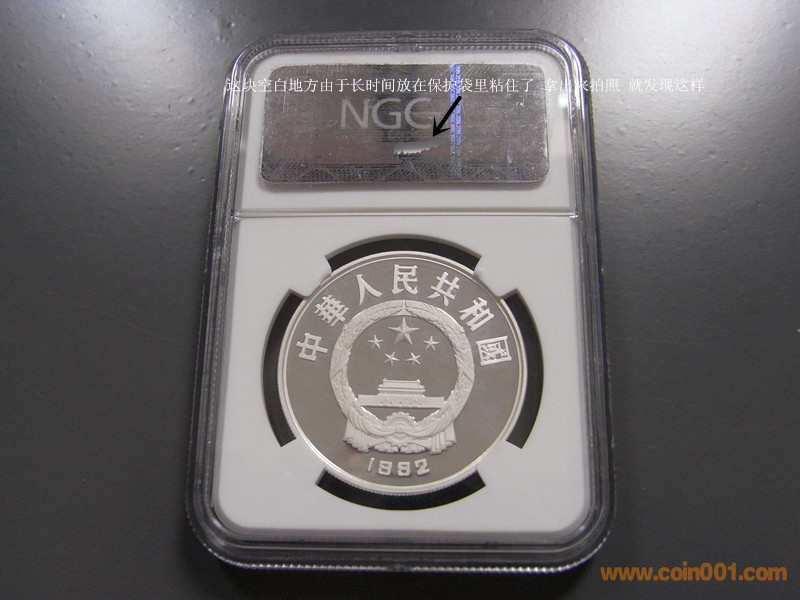 这块空白地方由于长时间放在保护袋里粘住了 拿出来拍照 就发现这样
NGC
中華人民共和國
1992
www.coin001.com